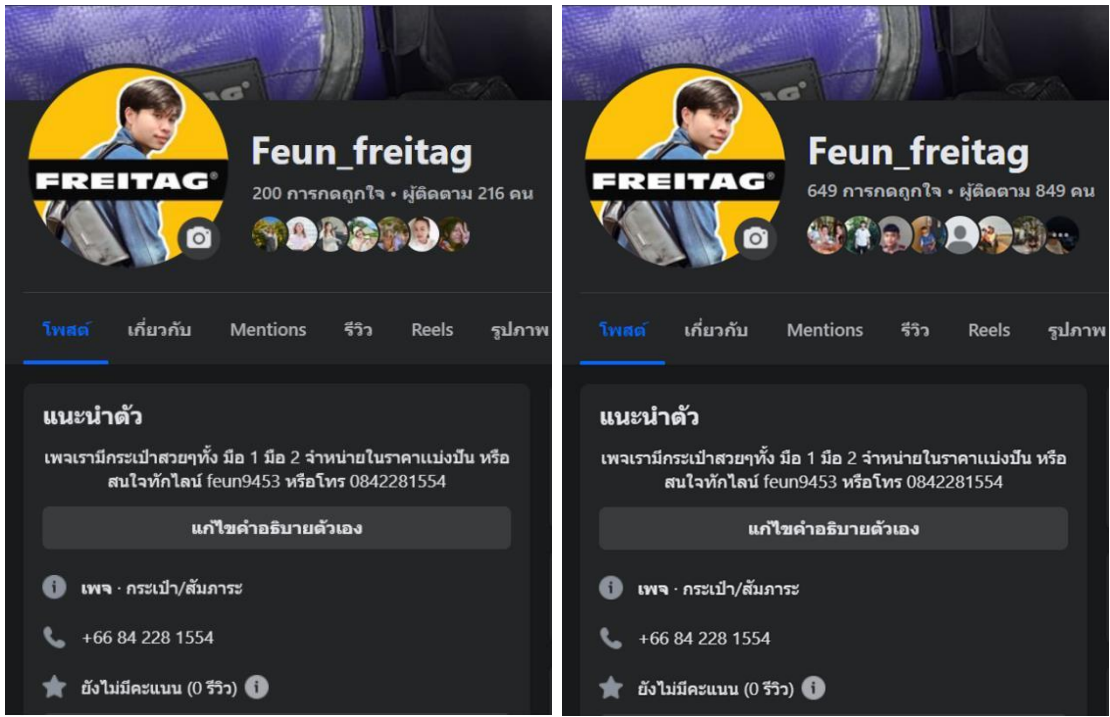 FREITAG®
Feun_freitag
200 การกดถูกใจ • ผู้ติดตาม 216 คน
โพสต์ เกี่ยวกับ Mentions รีวิว Reels รูปภาพ
แนะนำตัว
เพจเรามีกระเป๋าสวยๆทั้ง มือ 1 มือ 2 จำหน่ายในราคาแบ่งปัน หรือ
สนใจทักไลน์ feun9453 หรือโทร 0842281554
แก้ไขคำอธิบายตัวเอง
เพจ · กระเป๋า/สัมภาระ
+66 84 228 1554
ยังไม่มีคะแนน (0 รีวิว)
FREITAG®
Feun_freitag
649 การกดถูกใจ • ผู้ติดตาม 849 คน
โพสต์ เกี่ยวกับ Mentions รีวิว Reels รูปภาพ
แนะนำตัว
เพจเรามีกระเป๋าสวยๆทั้ง มือ 1 มือ 2 จำหน่ายในราคาแบ่งปัน หรือ
สนใจทักไลน์ feun9453 หรือโทร 0842281554
แก้ไขคำอธิบายตัวเอง
เพจ · กระเป๋า/สัมภาระ
+66 84 228 1554
ยังไม่มีคะแนน (0 รีวิว)